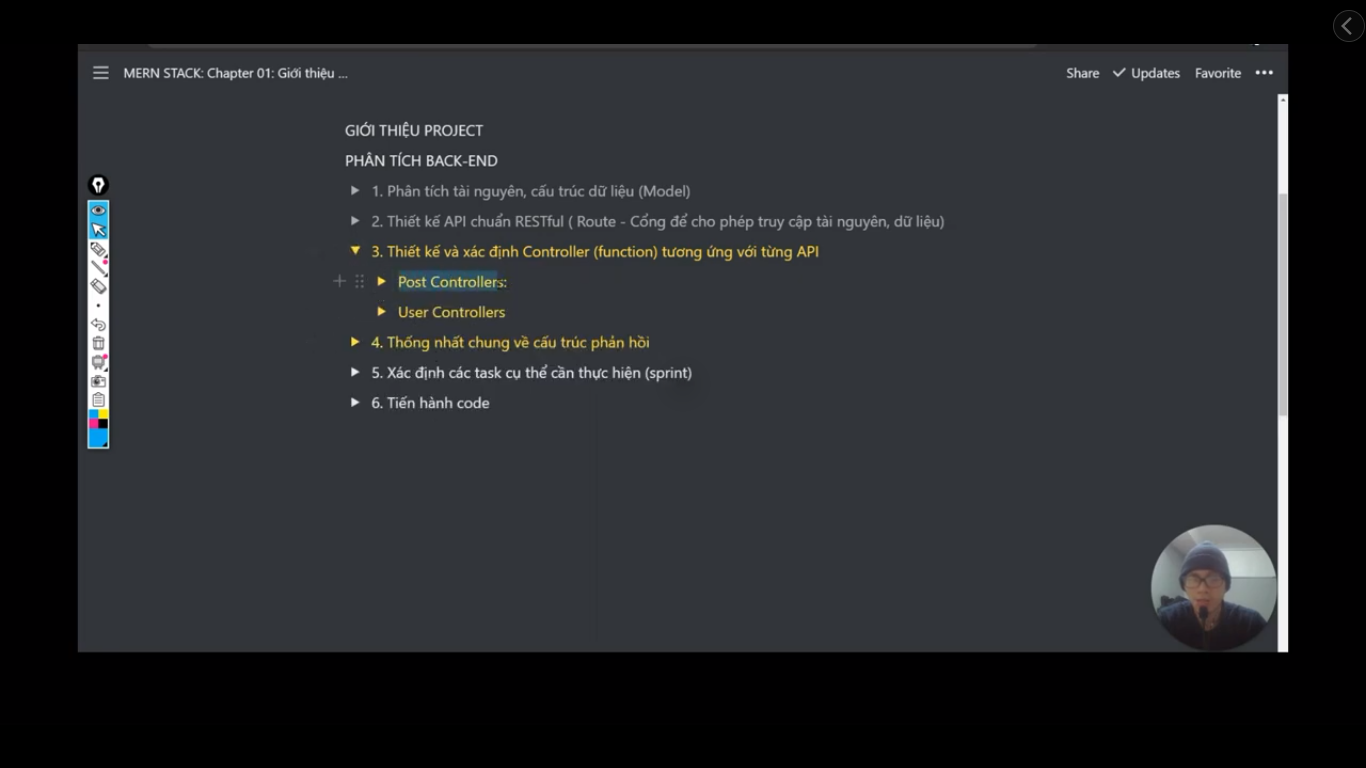 MERN STACK: Chapter 01: Giới thiệu ...
Share Updates Favorite
GIỚI THIỆU PROJECT
PHÂN TÍCH BACK-END
1. Phân tích tài nguyên, cấu trúc dữ liệu (Model)
2. Thiết kế API chuẩn RESTful ( Route - Cổng để cho phép truy cập tài nguyên, dữ liệu)
3. Thiết kế và xác định Controller (function) tương ứng với từng API
Post Controllers:
User Controllers
4. Thống nhất chung về cấu trúc phản hồi
5. Xác định các task cụ thể cần thực hiện (sprint)
6. Tiến hành code